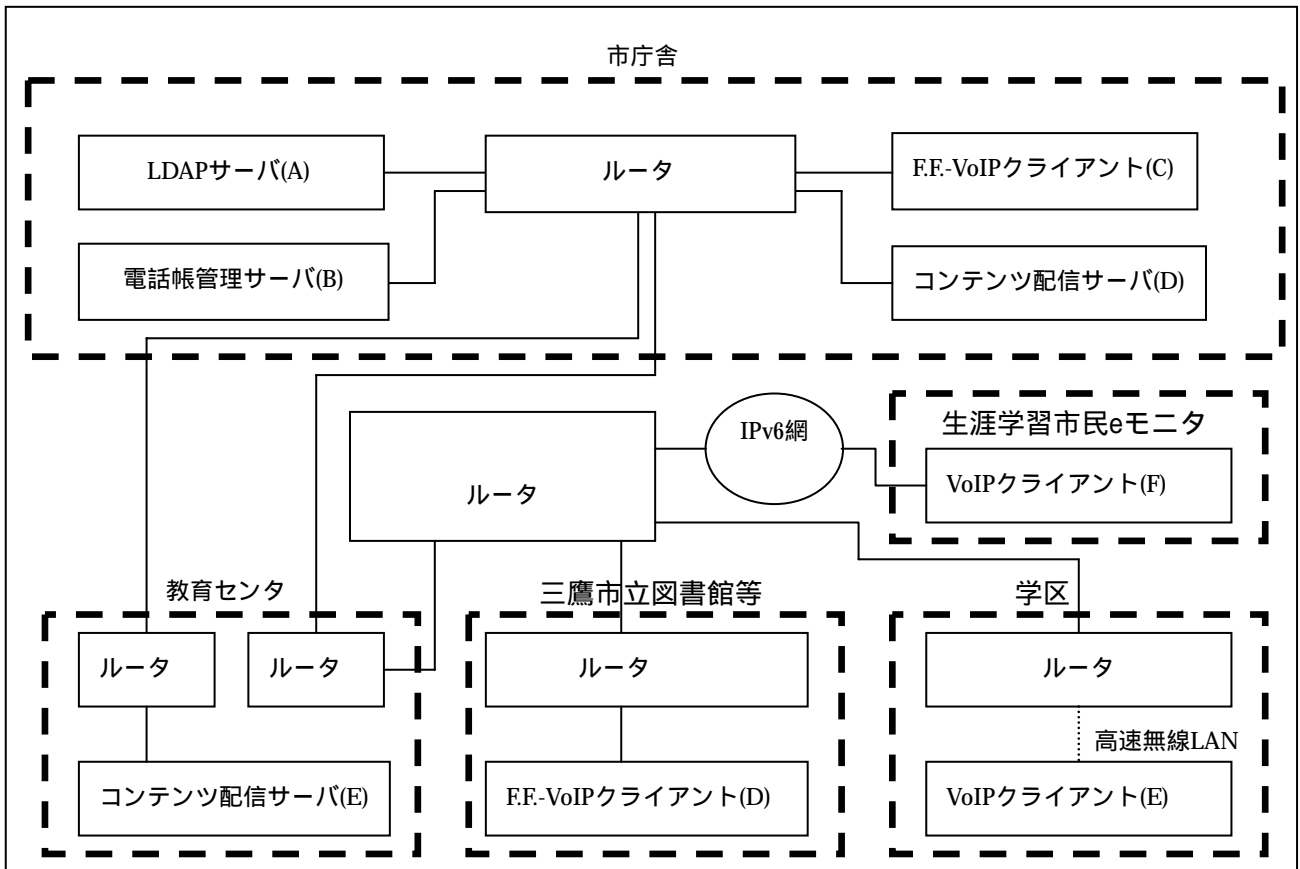 市庁舎
LDAPサーバ(A)
ルータ
F.F.-VoIPクライアント(C)
電話帳管理サーバ(B)
コンテンツ配信サーバ(D)
IPv6網
生涯学習市民eモニタ
VoIPクライアント(F)
ルータ
教育センタ
三鷹市立図書館等
学区
ルータ
ルータ
ルータ
ルータ
高速無線LAN
コンテンツ配信サーバ(E)
F.F.-VoIPクライアント(D)
VoIPクライアント(E)